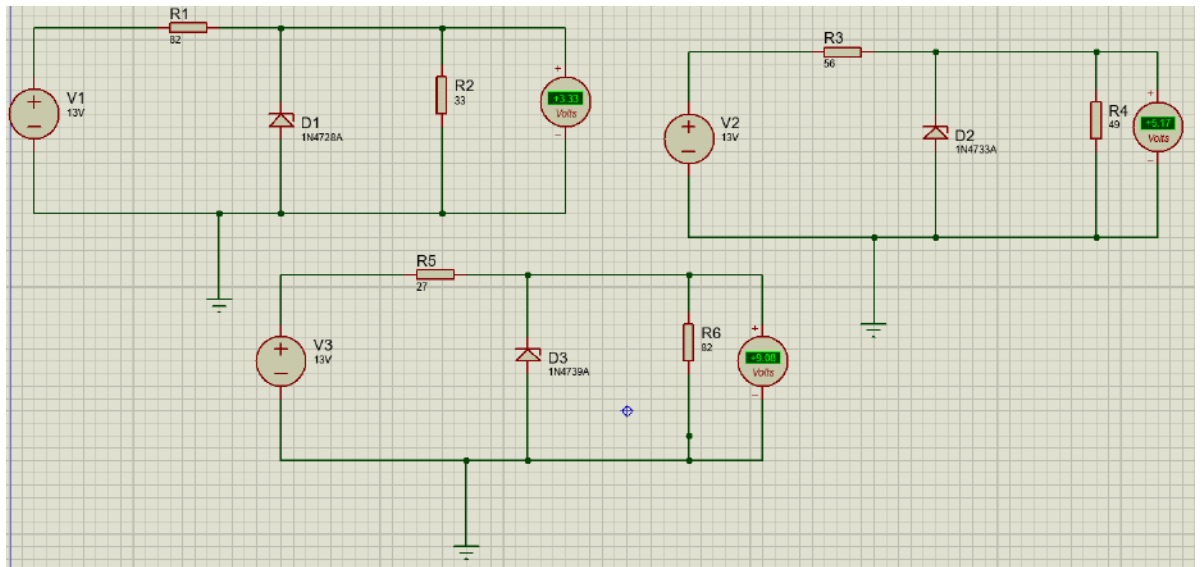 R1
82
V1
13V
+
−
D1
1N4728A
R2
33
+
+3.33
Volts
−
R3
56
V2
13V
+
−
D2
1N4733A
R4
49
+
+5.17
Volts
−
R5
27
V3
13V
+
−
D3
1N4739A
R6
82
+
+9.08
Volts
−